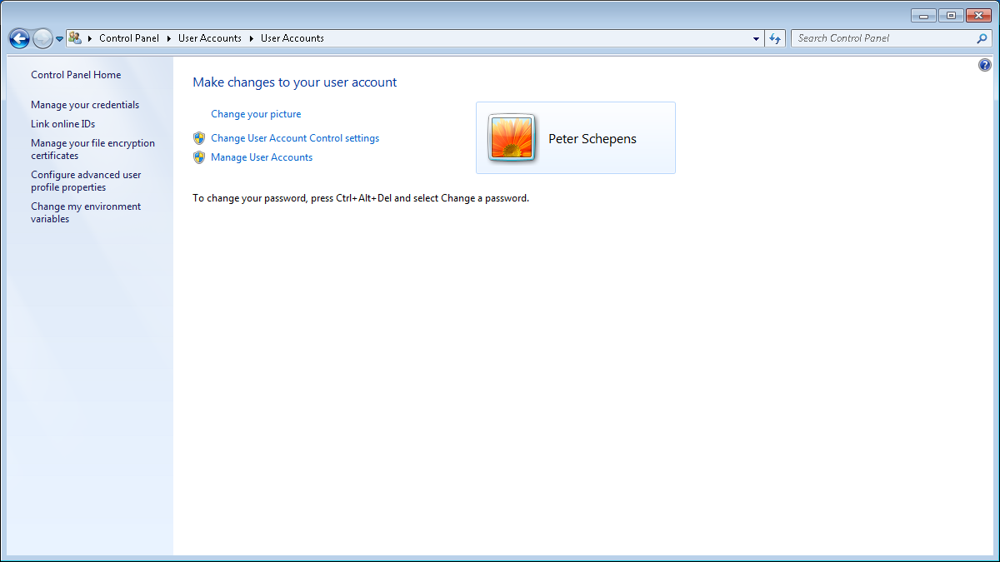 Control Panel
User Accounts
User Accounts
Search Control Panel
Control Panel Home
Manage your credentials
Link online IDs
Manage your file encryption
certificates
Configure advanced user
profile properties
Change my environment
variables
Make changes to your user account
Change your picture
Change User Account Control settings
Manage User Accounts
Peter Schepens
To change your password, press Ctrl+Alt+Del and select Change a password.